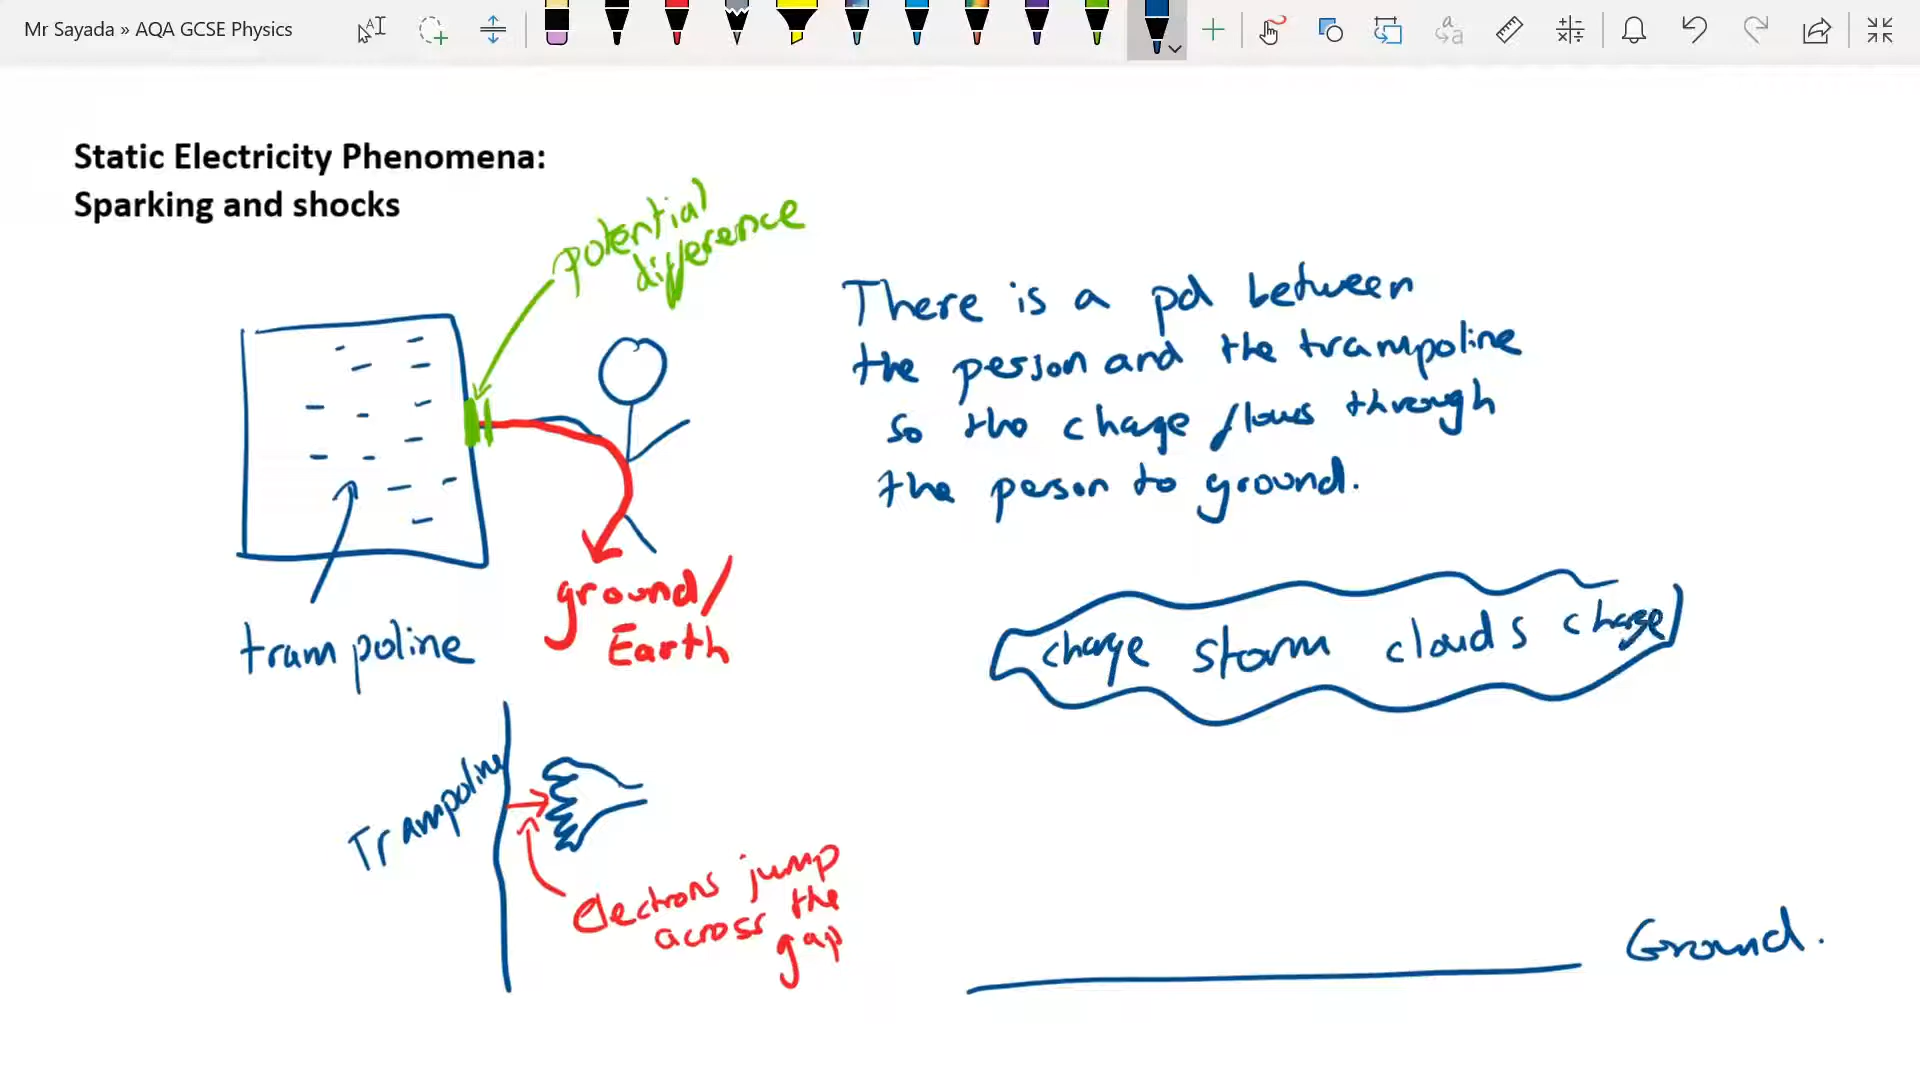 Mr Sayada » AQA GCSE Physics
Static Electricity Phenomena:
Sparking and shocks
potential
difference
There is a pd between
the person and the trampoline
so the charge flows through
the person to ground.
trampoline
ground/
Earth
charge storm clouds charge
Trampoline
electrons jump
across the
gap
Ground.